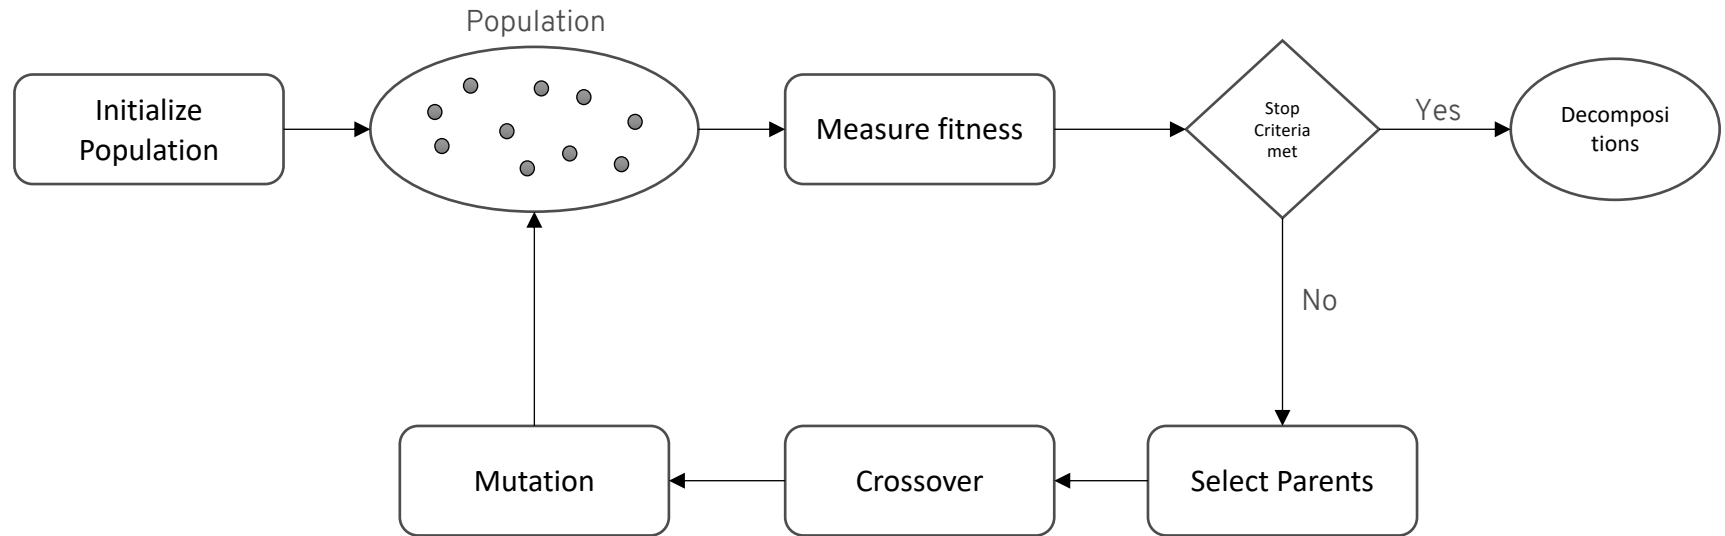 Population
Initialize
Population
Measure fitness
Stop
Criteria
met
Yes
Decomposi
tions
No
Mutation
Crossover
Select Parents